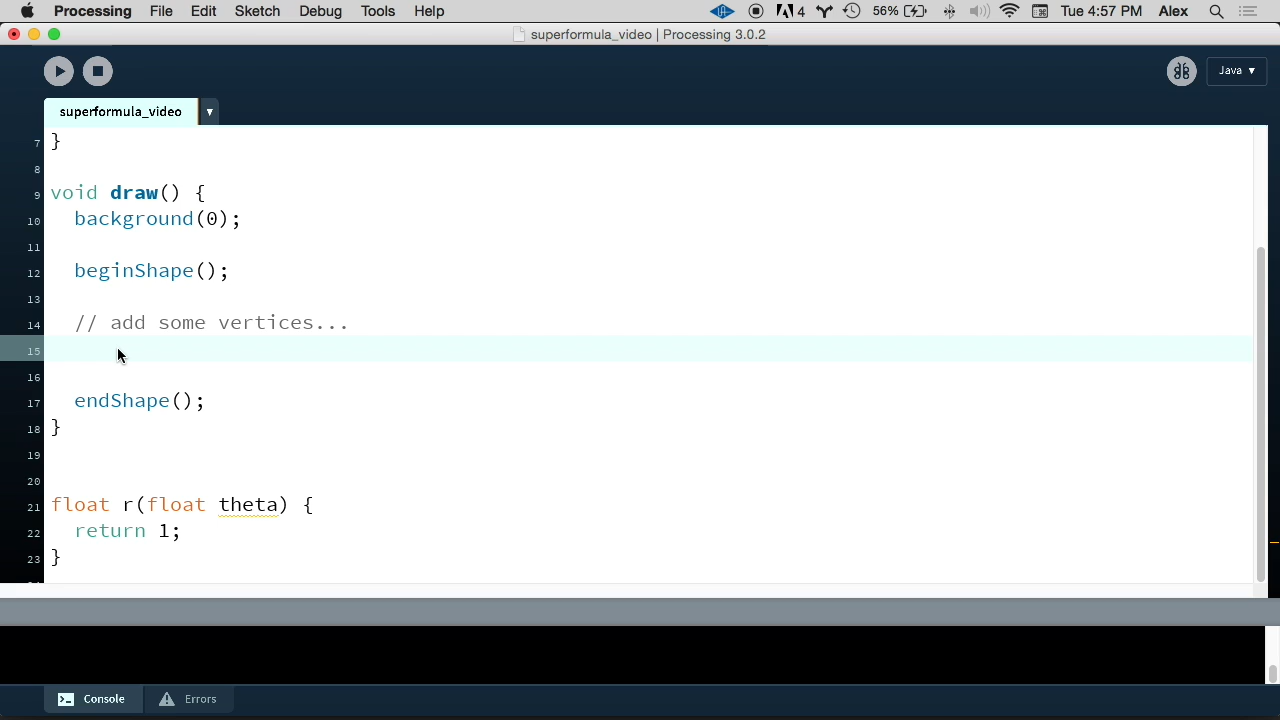 Processing File Edit Sketch Debug Tools Help 4 56% Tue 4:57 PM Alex
superformula_video | Processing 3.0.2
Java ▾
superformula_video ▾
7 }
8
9 void draw() {
10 background(0);
11
12 beginShape();
13
14 // add some vertices...
15
16
17 endShape();
18 }
19
20
21 float r(float theta) {
22 return 1;
23 }
Console Errors